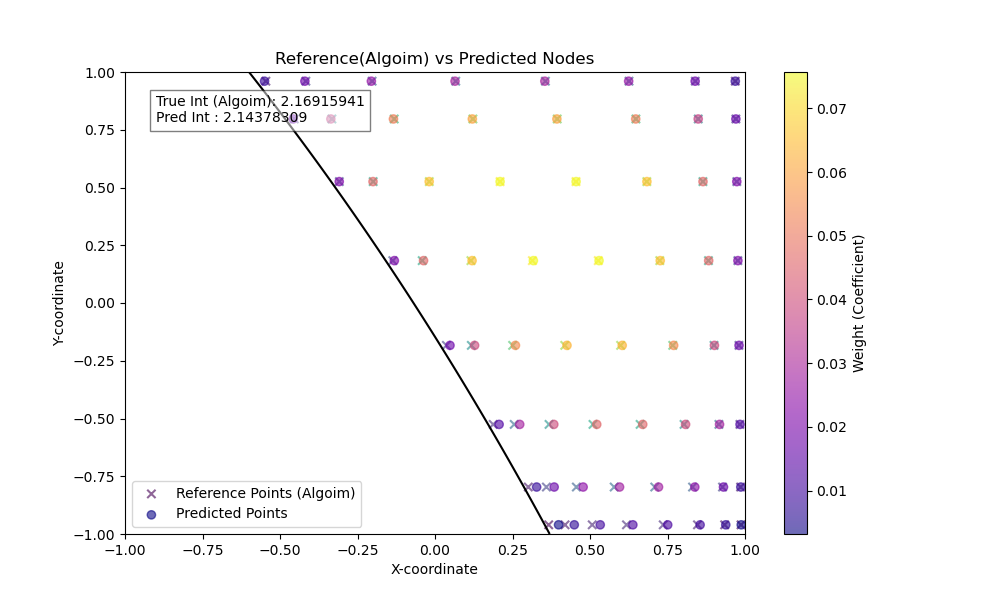 Reference(Algoim) vs Predicted Nodes
True Int (Algoim): 2.16915941
Pred Int : 2.14378309
Y-coordinate
1.00
0.75
0.50
0.25
0.00
−0.25
−0.50
−0.75
−1.00
Reference Points (Algoim)
Predicted Points
−1.00 −0.75 −0.50 −0.25 0.00 0.25 0.50 0.75 1.00
X-coordinate
0.07
0.06
0.05
0.04
0.03
0.02
0.01
Weight (Coefficient)